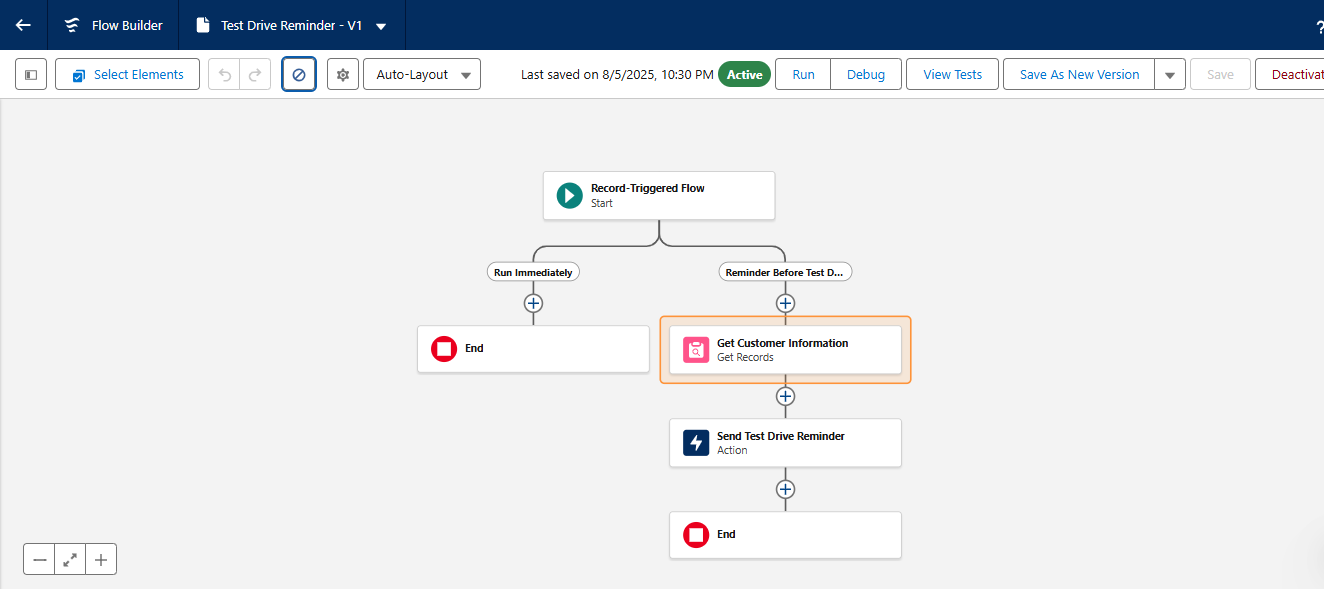 Flow Builder
Test Drive Reminder - V1
?
Select Elements
Auto-Layout
Last saved on 8/5/2025, 10:30 PM
Active
Run
Debug
View Tests
Save As New Version
Save
Deactivat
Record-Triggered Flow
Start
Run Immediately
Reminder Before Test D...
End
Get Customer Information
Get Records
Send Test Drive Reminder
Action
End